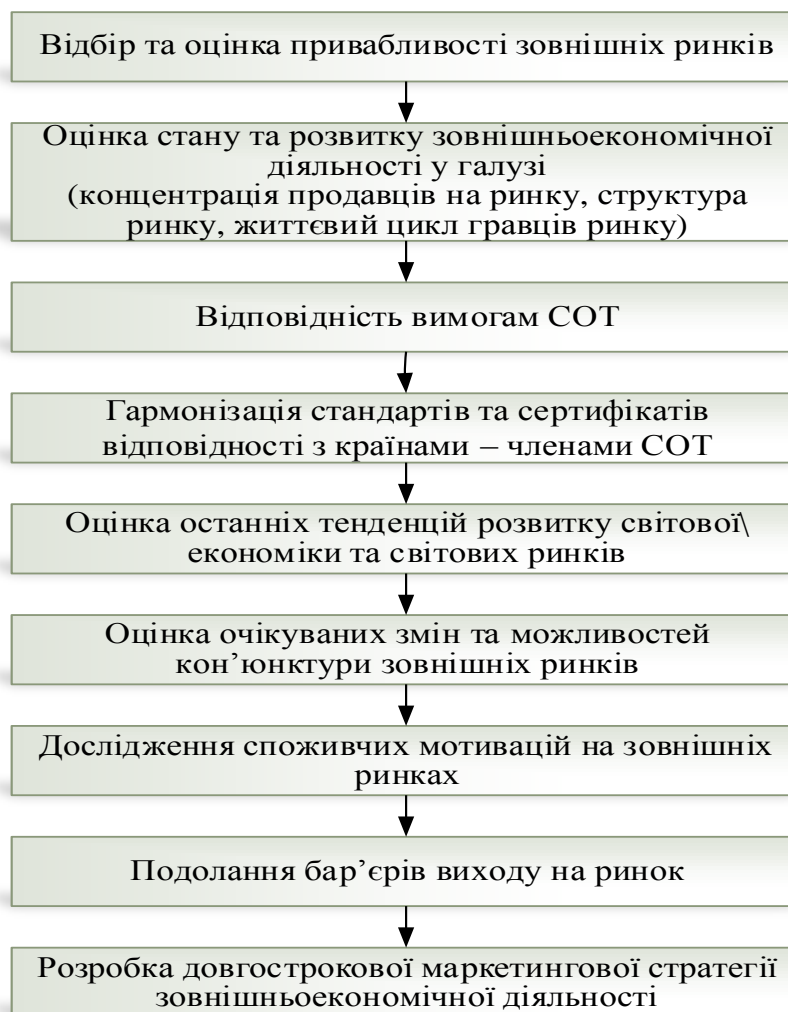 Відбір та оцінка привабливості зовнішніх ринків
Оцінка стану та розвитку зовнішньоекономічної
діяльності у галузі
(концентрація продавців на ринку, структура
ринку, життєвий цикл гравців ринку)
Відповідність вимогам СОТ
Гармонізація стандартів та сертифікатів
відповідності з країнами – членами СОТ
Оцінка останніх тенденцій розвитку світової\
економіки та світових ринків
Оцінка очікуваних змін та можливостей
кон’юнктури зовнішніх ринків
Дослідження споживчих мотивацій на зовнішніх
ринках
Подолання бар’єрів виходу на ринок
Розробка довгострокової маркетингової стратегії
зовнішньоекономічної діяльності